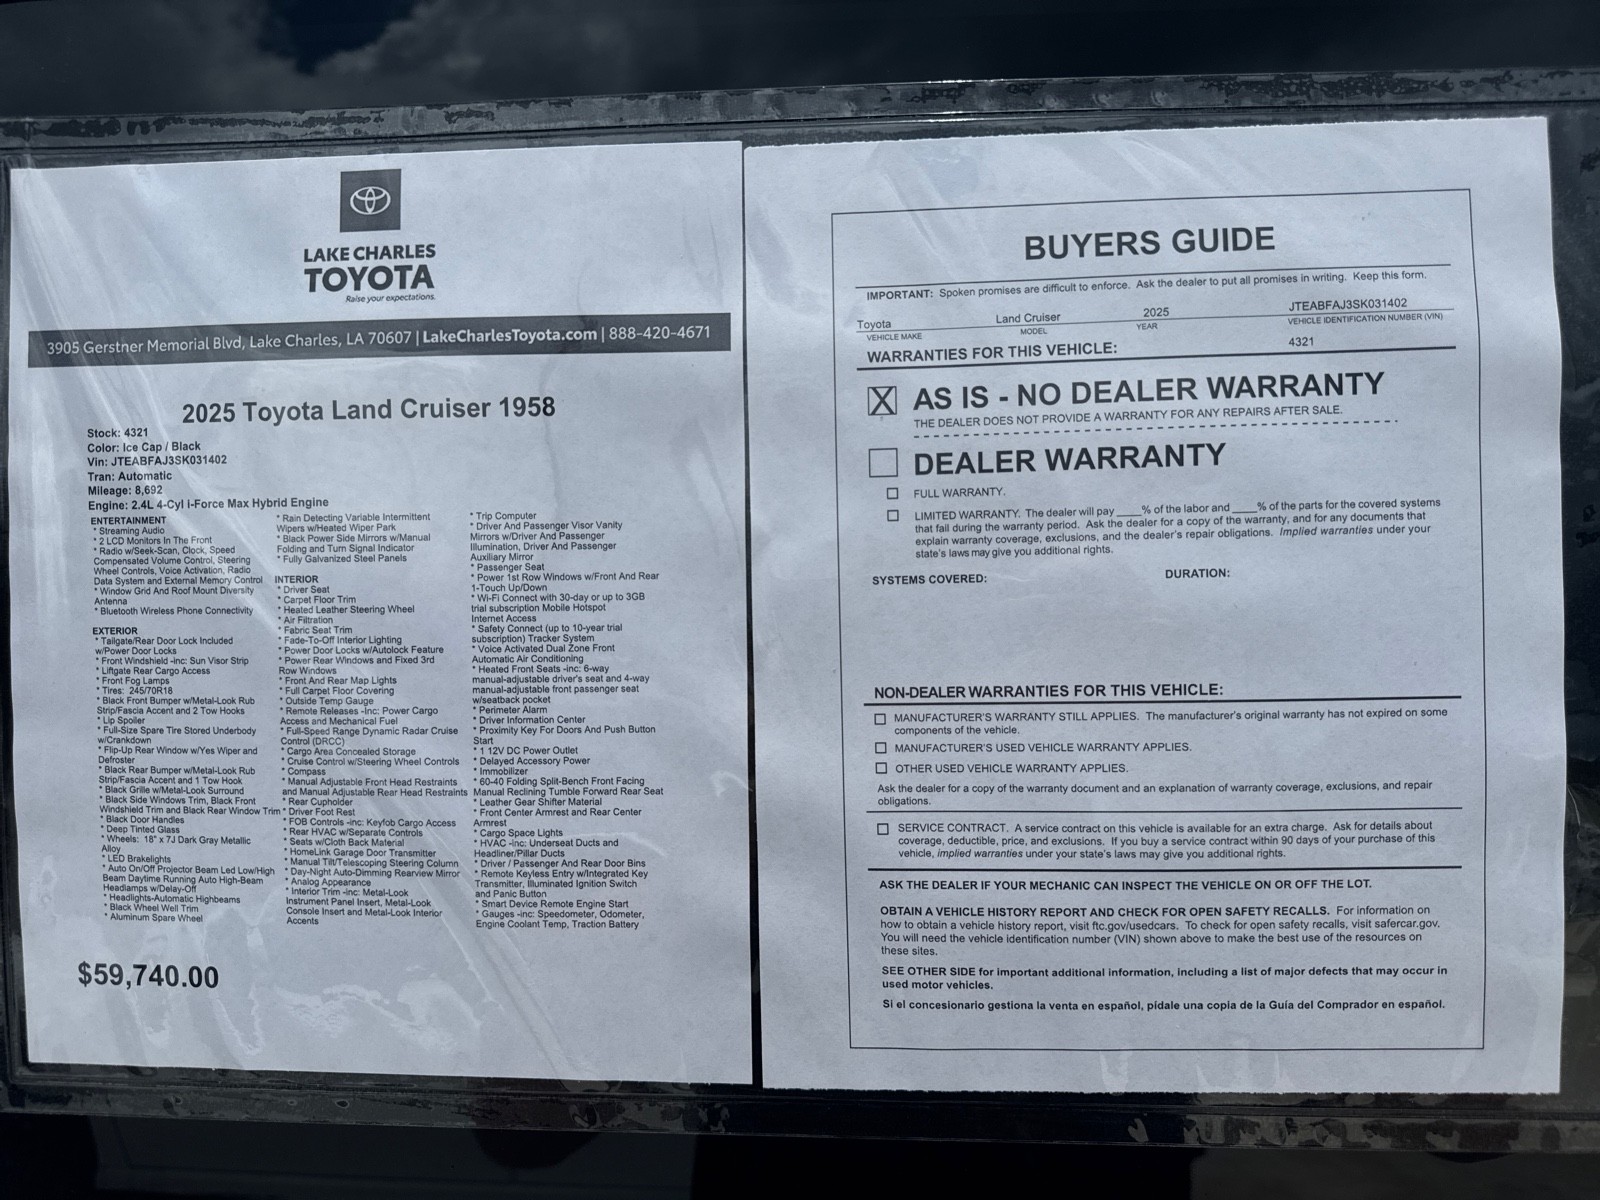 LAKE CHARLES
TOYOTA
Raise your expectations.
3905 Gerstner Memorial Blvd, Lake Charles, LA 70607 | LakeCharlesToyota.com | 888-420-4671
2025 Toyota Land Cruiser 1958
Stock: 4321
Color: Ice Cap / Black
Vin: JTEABFAJ3SK031402
Tran: Automatic
Mileage: 8,692
Engine: 2.4L 4-Cyl I-Force Max Hybrid Engine
ENTERTAINMENT
* Streaming Audio
* 2 LCD Monitors In The Front
* Radio w/Seek-Scan, Clock, Speed
Compensated Volume Control, Steering
Wheel Controls, Voice Activation, Radio
Data System and External Memory Control
* Window Grid And Roof Mount Diversity
Antenna
* Bluetooth Wireless Phone Connectivity
EXTERIOR
* Tailgate/Rear Door Lock Included
w/Power Door Locks
* Front Windshield -inc: Sun Visor Strip
* Liftgate Rear Cargo Access
* Front Fog Lamps
* Tires: 245/70R18
* Black Front Bumper w/Metal-Look Rub
Strip/Fascia Accent and 2 Tow Hooks
* Lip Spoiler
* Full-Size Spare Tire Stored Underbody
w/Crankdown
* Flip-Up Rear Window w/Yes Wiper and
Defroster
* Black Rear Bumper w/Metal-Look Rub
Strip/Fascia Accent and 1 Tow Hook
* Black Grille w/Metal-Look Surround
* Black Side Windows Trim, Black Front
Windshield Trim and Black Rear Window Trim
* Black Door Handles
* Deep Tinted Glass
* Wheels: 18" x 7J Dark Gray Metallic
Alloy
* LED Brakelights
* Auto On/Off Projector Beam Led Low/High
Beam Daytime Running Auto High-Beam
Headlamps w/Delay-Off
* Headlights-Automatic Highbeams
* Black Wheel Well Trim
* Aluminum Spare Wheel
* Rain Detecting Variable Intermittent
Wipers w/Heated Wiper Park
* Black Power Side Mirrors w/Manual
Folding and Turn Signal Indicator
* Fully Galvanized Steel Panels
INTERIOR
* Driver Seat
* Carpet Floor Trim
* Heated Leather Steering Wheel
* Air Filtration
* Fabric Seat Trim
* Fade-To-Off Interior Lighting
* Power Door Locks w/Autolock Feature
* Power Rear Windows and Fixed 3rd
Row Windows
* Front And Rear Map Lights
* Full Carpet Floor Covering
* Outside Temp Gauge
* Remote Releases -Inc: Power Cargo
Access and Mechanical Fuel
* Full-Speed Range Dynamic Radar Cruise
Control (DRCC)
* Cargo Area Concealed Storage
* Cruise Control w/Steering Wheel Controls
* Compass
* Manual Adjustable Front Head Restraints
and Manual Adjustable Rear Head Restraints
* Rear Cupholder
* Driver Foot Rest
* FOB Controls -inc: Keyfob Cargo Access
* Rear HVAC w/Separate Controls
* Seats w/Cloth Back Material
* HomeLink Garage Door Transmitter
* Manual Tilt/Telescoping Steering Column
* Day-Night Auto-Dimming Rearview Mirror
* Analog Appearance
* Interior Trim -inc: Metal-Look
Instrument Panel Insert, Metal-Look
Console Insert and Metal-Look Interior
Accents
* Trip Computer
* Driver And Passenger Visor Vanity
Mirrors w/Driver And Passenger
Illumination, Driver And Passenger
Auxiliary Mirror
* Passenger Seat
* Power 1st Row Windows w/Front And Rear
1-Touch Up/Down
* Wi-Fi Connect with 30-day or up to 3GB
trial subscription Mobile Hotspot
Internet Access
* Safety Connect (up to 10-year trial
subscription) Tracker System
* Voice Activated Dual Zone Front
Automatic Air Conditioning
* Heated Front Seats -inc: 6-way
manual-adjustable driver's seat and 4-way
manual-adjustable front passenger seat
w/seatback pocket
* Perimeter Alarm
* Driver Information Center
* Proximity Key For Doors And Push Button
Start
* 1 12V DC Power Outlet
* Delayed Accessory Power
* Immobilizer
* 60-40 Folding Split-Bench Front Facing
Manual Reclining Tumble Forward Rear Seat
* Leather Gear Shifter Material
* Front Center Armrest and Rear Center
Armrest
* Cargo Space Lights
* HVAC -inc: Underseat Ducts and
Headliner/Pillar Ducts
* Driver / Passenger And Rear Door Bins
* Remote Keyless Entry w/Integrated Key
Transmitter, Illuminated Ignition Switch
and Panic Button
* Smart Device Remote Engine Start
* Gauges -inc: Speedometer, Odometer,
Engine Coolant Temp, Traction Battery
$59,740.00
BUYERS GUIDE
IMPORTANT: Spoken promises are difficult to enforce. Ask the dealer to put all promises in writing. Keep this form.
Toyota Land Cruiser 2025 JTEABFAJ3SK031402
VEHICLE MAKE MODEL YEAR VEHICLE IDENTIFICATION NUMBER (VIN)
WARRANTIES FOR THIS VEHICLE: 4321
X AS IS - NO DEALER WARRANTY
THE DEALER DOES NOT PROVIDE A WARRANTY FOR ANY REPAIRS AFTER SALE.
DEALER WARRANTY
FULL WARRANTY.
LIMITED WARRANTY. The dealer will pay ____% of the labor and ____% of the parts for the covered systems
that fail during the warranty period. Ask the dealer for a copy of the warranty, and for any documents that
explain warranty coverage, exclusions, and the dealer's repair obligations. Implied warranties under your
state's laws may give you additional rights.
SYSTEMS COVERED: DURATION:
NON-DEALER WARRANTIES FOR THIS VEHICLE:
MANUFACTURER'S WARRANTY STILL APPLIES. The manufacturer's original warranty has not expired on some
components of the vehicle.
MANUFACTURER'S USED VEHICLE WARRANTY APPLIES.
OTHER USED VEHICLE WARRANTY APPLIES.
Ask the dealer for a copy of the warranty document and an explanation of warranty coverage, exclusions, and repair
obligations.
SERVICE CONTRACT. A service contract on this vehicle is available for an extra charge. Ask for details about
coverage, deductible, price, and exclusions. If you buy a service contract within 90 days of your purchase of this
vehicle, implied warranties under your state's laws may give you additional rights.
ASK THE DEALER IF YOUR MECHANIC CAN INSPECT THE VEHICLE ON OR OFF THE LOT.
OBTAIN A VEHICLE HISTORY REPORT AND CHECK FOR OPEN SAFETY RECALLS. For information on
how to obtain a vehicle history report, visit ftc.gov/usedcars. To check for open safety recalls, visit safercar.gov.
You will need the vehicle identification number (VIN) shown above to make the best use of the resources on
these sites.
SEE OTHER SIDE for important additional information, including a list of major defects that may occur in
used motor vehicles.
Si el concesionario gestiona la venta en español, pídale una copia de la Guía del Comprador en español.